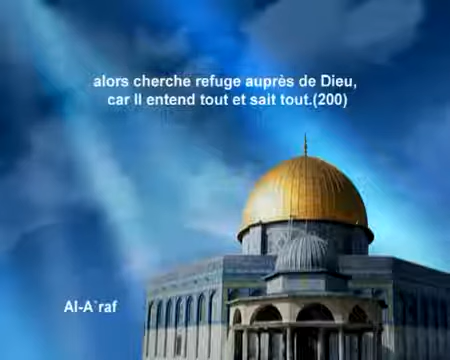 alors cherche refuge auprès de Dieu,
car Il entend tout et sait tout.(200)
Al-A`raf